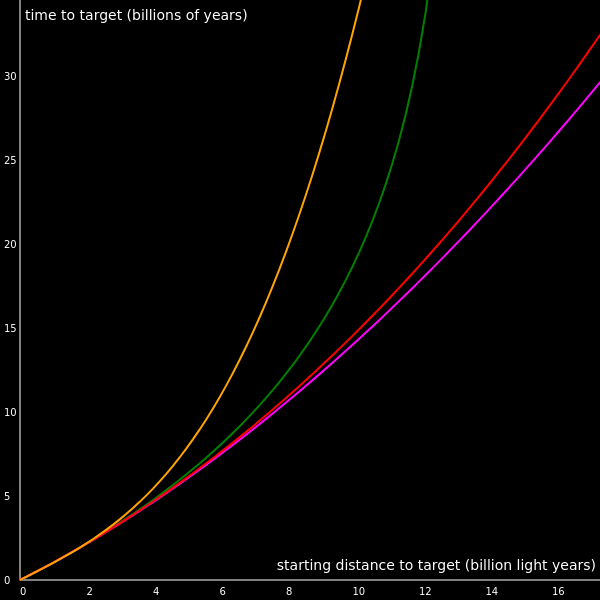 time to target (billions of years)
30
25
20
15
10
5
starting distance to target (billion light years)
0
0 2 4 6 8 10 12 14 16